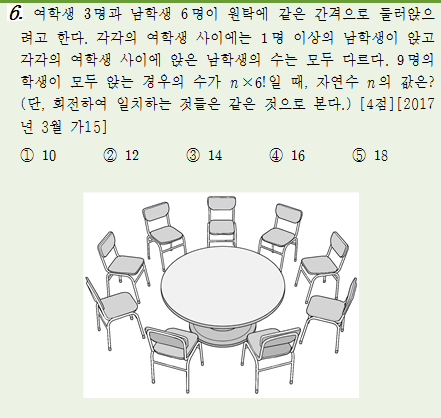 6. 여학생 3명과 남학생 6명이 원탁에 같은 간격으로 둘러앉으
려고 한다. 각각의 여학생 사이에는 1명 이상의 남학생이 앉고
각각의 여학생 사이에 앉은 남학생의 수는 모두 다르다. 9명의
학생이 모두 앉는 경우의 수가 n×6!일 때, 자연수 n의 값은?
(단, 회전하여 일치하는 것들은 같은 것으로 본다.) [4점][2017
년 3월 가15]
① 10 ② 12 ③ 14 ④ 16 ⑤ 18